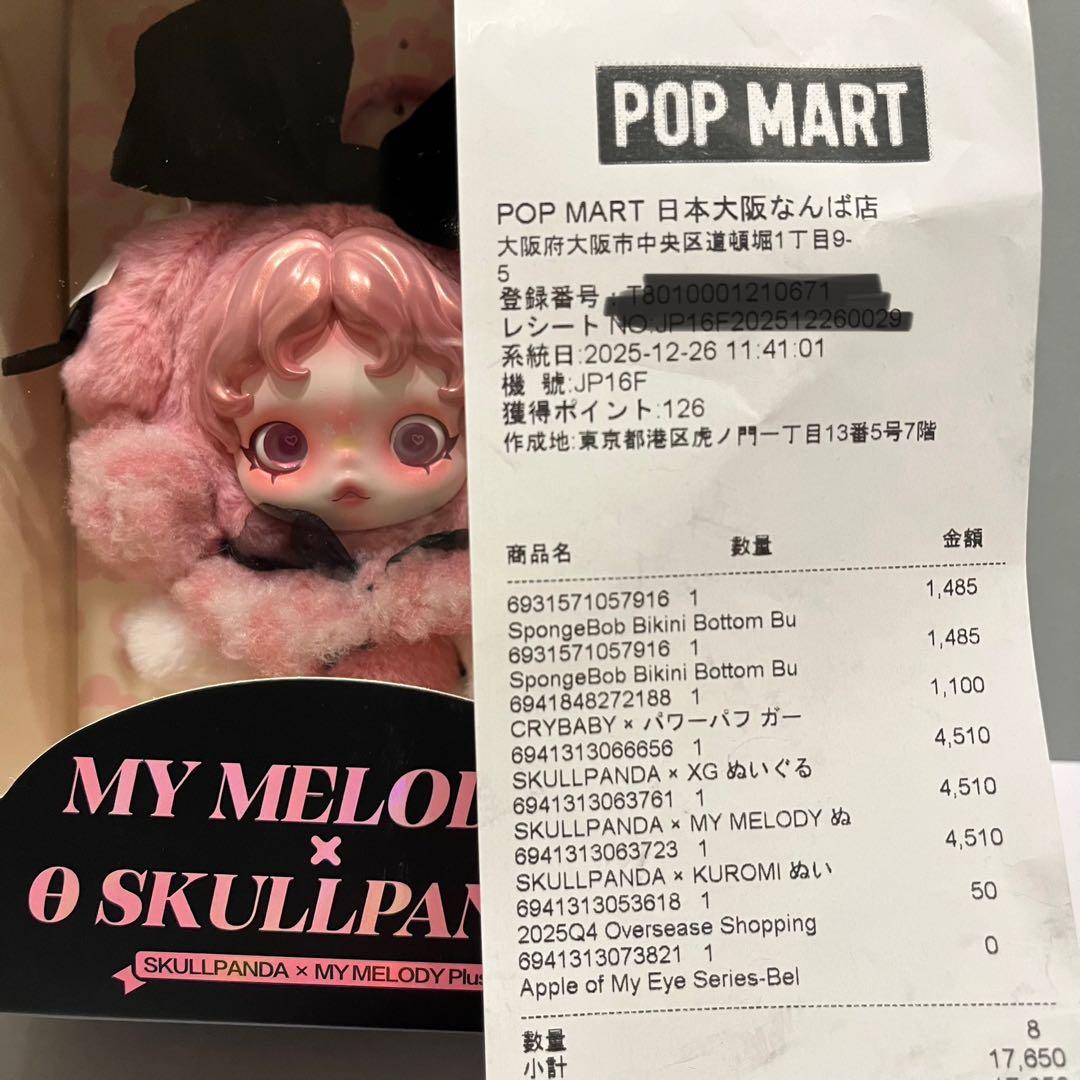 MY MELO
×
θ SKULLPAN
SKULLPANDA × MY MELODY Plus
POP MART
POP MART 日本大阪なんば店
大阪府大阪市中央区道頓堀1丁目9-
5
登録番号:T8010001210671
レシート NO:JP16F202512260029
系統日:2025-12-26 11:41:01
機 號:JP16F
獲得ポイント:126
作成地:東京都港区虎ノ門一丁目13番5号7階
商品名 数量 金額
6931571057916 1 1,485
SpongeBob Bikini Bottom Bu
6931571057916 1 1,485
SpongeBob Bikini Bottom Bu
6941848272188 1 1,100
CRYBABY × パワーパフ ガー
6941313066656 1 4,510
SKULLPANDA × XG ぬいぐる
6941313063761 1 4,510
SKULLPANDA × MY MELODY ぬ
6941313063723 1 4,510
SKULLPANDA × KUROMI ぬい
6941313053618 1 50
2025Q4 Oversease Shopping
6941313073821 1 0
Apple of My Eye Series-Bel
数量 8
小計 17,650